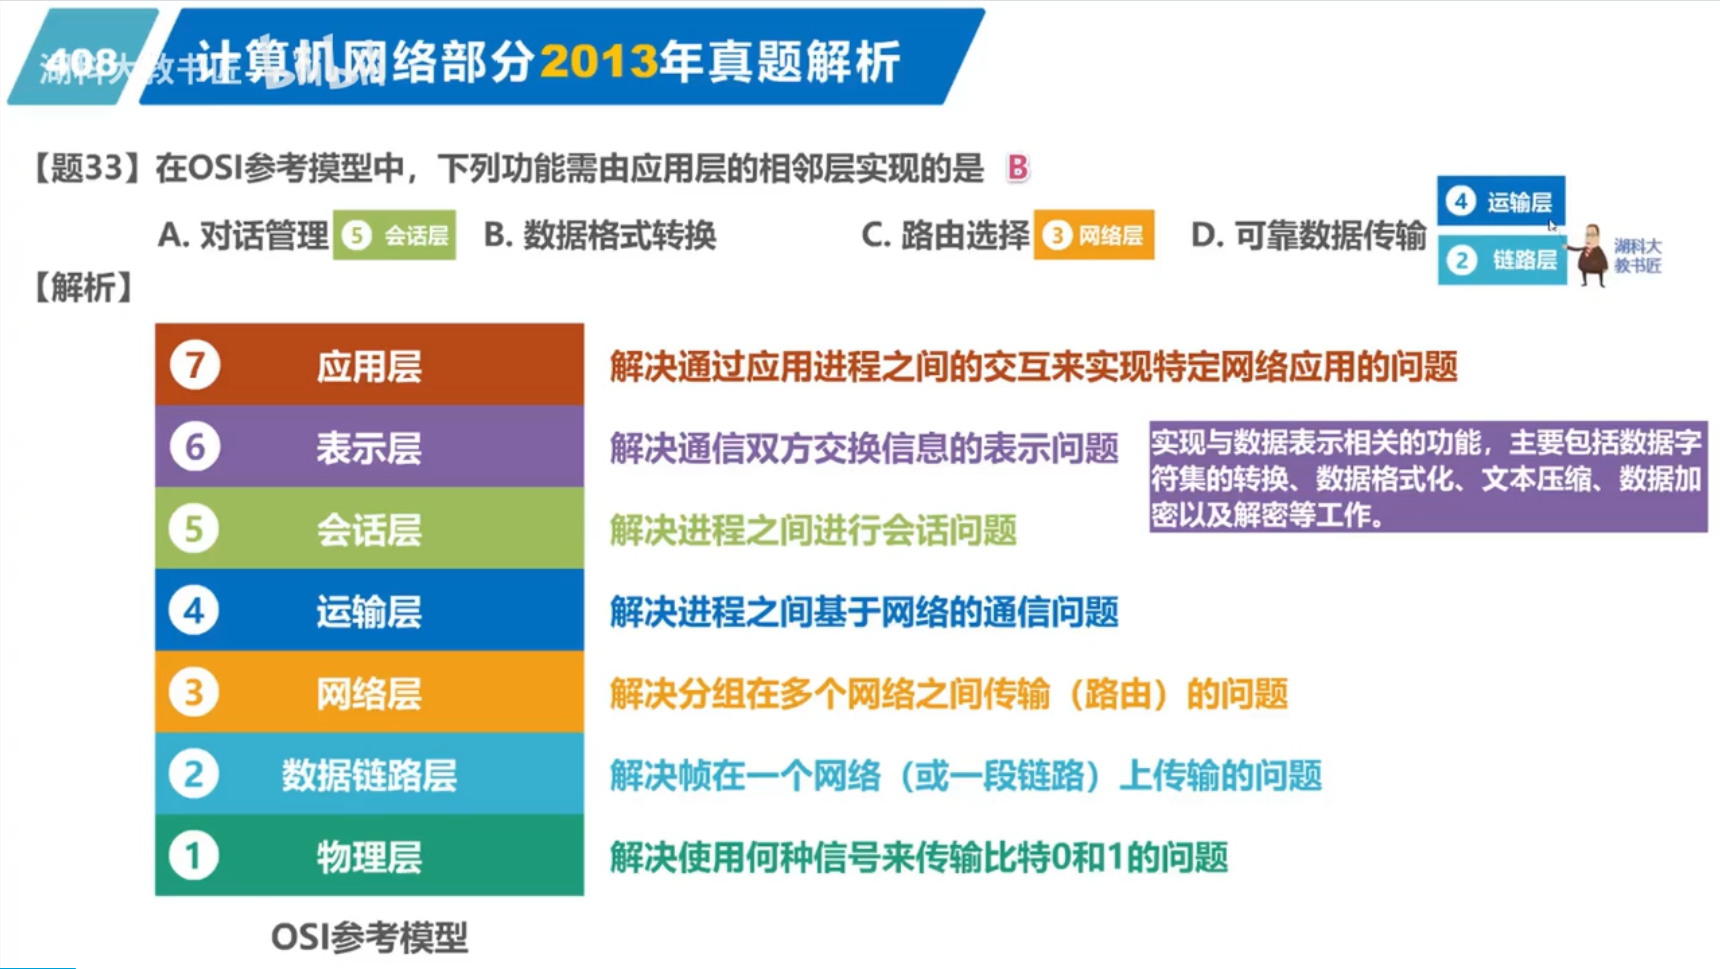 408 计算机网络部分2013年真题解析
湖科大教书匠 bilibili
【题33】在OSI参考摸型中，下列功能需由应用层的相邻层实现的是 B
A. 对话管理 5 会话层 B. 数据格式转换 C. 路由选择 3 网络层 D. 可靠数据传输 4 运输层
2 链路层
湖科大
教书匠
【解析】
7 应用层 解决通过应用进程之间的交互来实现特定网络应用的问题
6 表示层 解决通信双方交换信息的表示问题
实现与数据表示相关的功能，主要包括数据字
符集的转换、数据格式化、文本压缩、数据加
密以及解密等工作。
5 会话层 解决进程之间进行会话问题
4 运输层 解决进程之间基于网络的通信问题
3 网络层 解决分组在多个网络之间传输（路由）的问题
2 数据链路层 解决帧在一个网络（或一段链路）上传输的问题
1 物理层 解决使用何种信号来传输比特0和1的问题
OSI参考模型